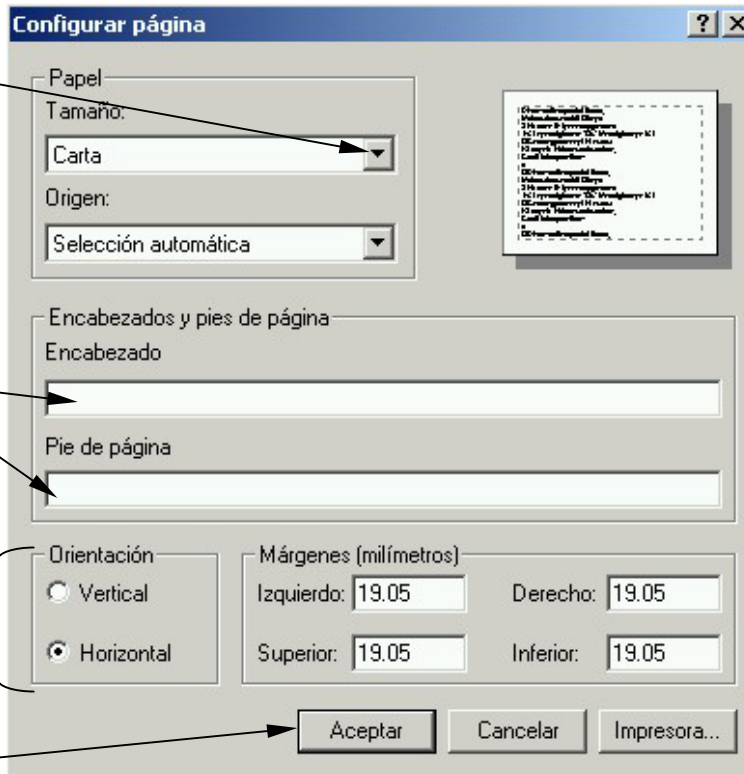 Configurar página
Papel
Tamaño:
Carta
Origen:
Selección automática
Encabezados y pies de página
Encabezado
Pie de página
Orientación
Vertical
Horizontal
Márgenes (milímetros)
Izquierdo: 19.05 Derecho: 19.05
Superior: 19.05 Inferior: 19.05
Aceptar Cancelar Impresora...